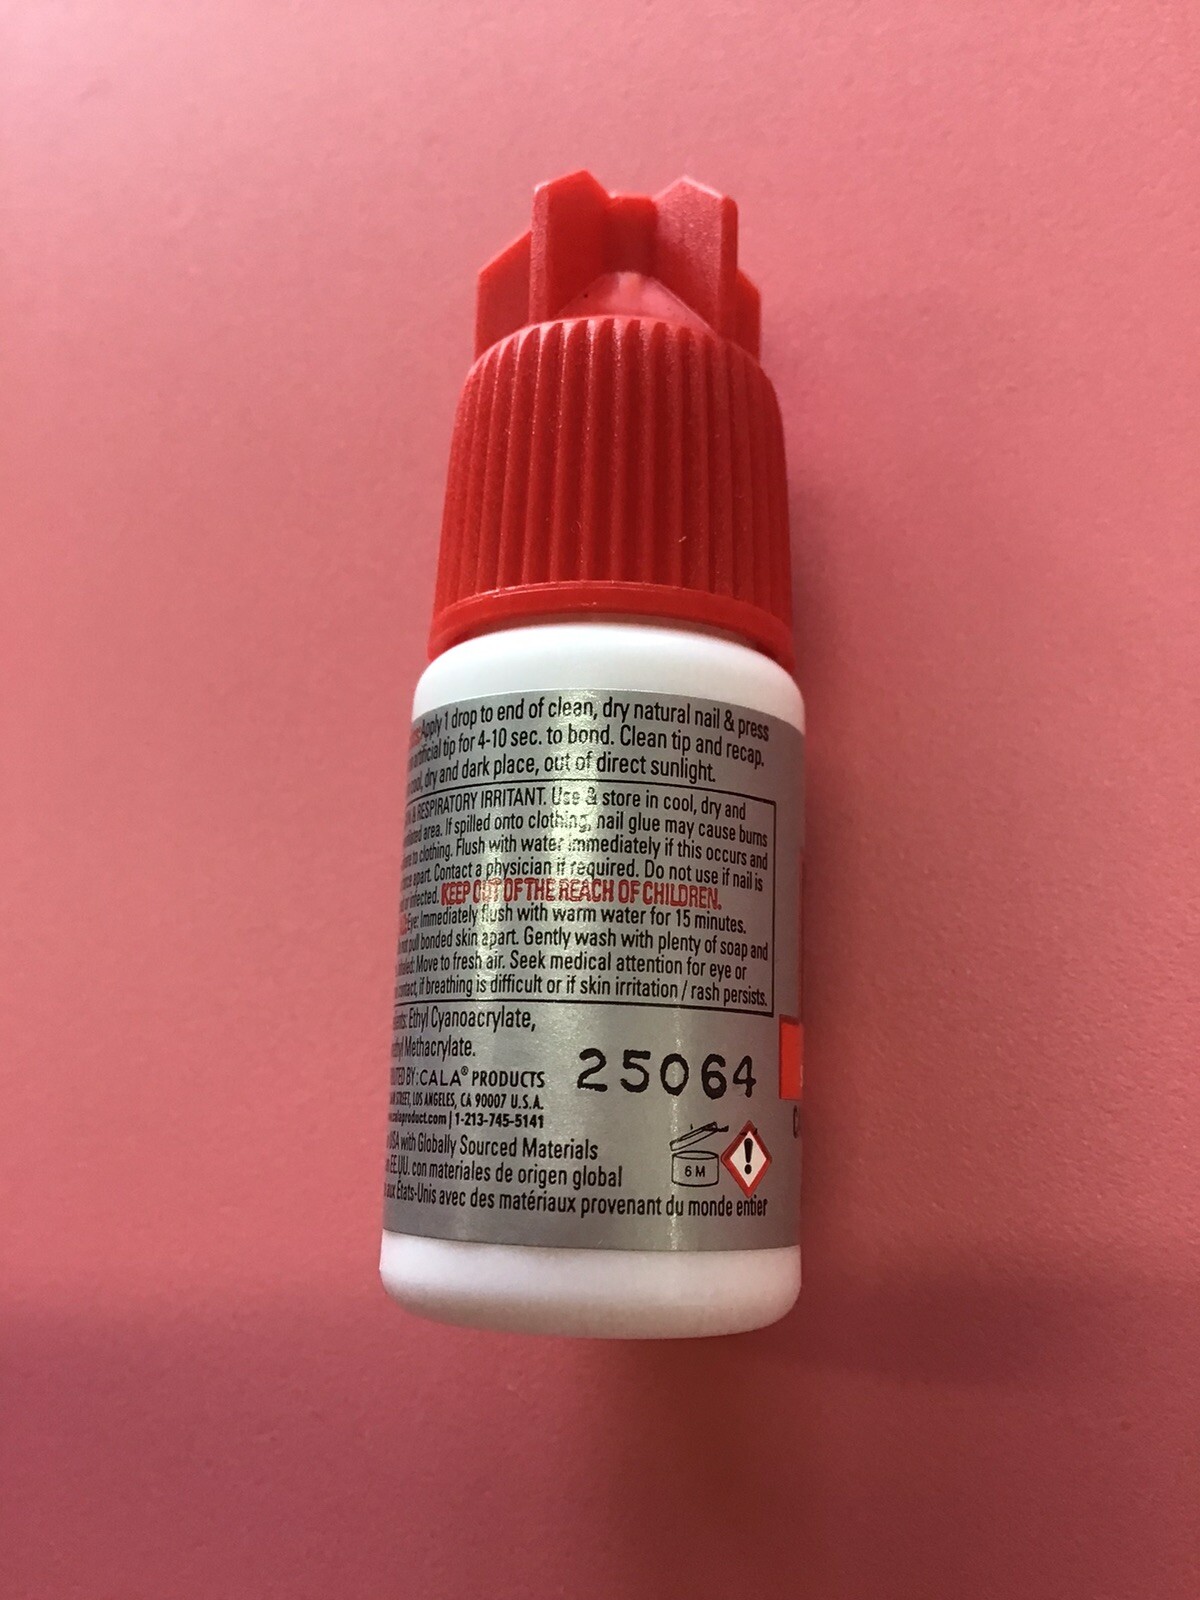 Apply 1 drop to end of clean, dry natural nail & press
artificial tip for 4-10 sec. to bond. Clean tip and recap.
cool, dry and dark place, out of direct sunlight.
& RESPIRATORY IRRITANT. Use & store in cool, dry and
area. If spilled onto clothing, nail glue may cause burns
to clothing. Flush with water immediately if this occurs and
apart. Contact a physician if required. Do not use if nail is
or infected. KEEP OUT OF THE REACH OF CHILDREN.
Eye: Immediately flush with warm water for 15 minutes.
not pull bonded skin apart. Gently wash with plenty of soap and
Move to fresh air. Seek medical attention for eye or
contact, if breathing is difficult or if skin irritation / rash persists.
Ethyl Cyanoacrylate,
Methacrylate.
BY: CALA® PRODUCTS
STREET, LOS ANGELES, CA 90007 U.S.A.
calaproduct.com | 1-213-745-5141
25064
USA with Globally Sourced Materials
EE.UU. con materiales de origen global
aux États-Unis avec des matériaux provenant du monde entier
6 M
!